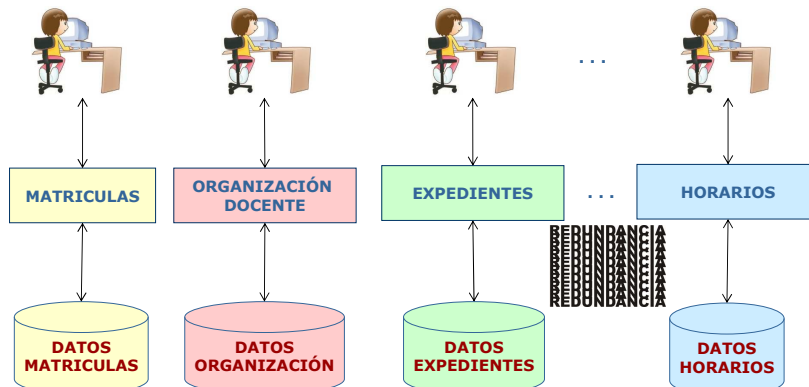 ...
MATRICULAS
ORGANIZACIÓN
DOCENTE
EXPEDIENTES
...
HORARIOS
REDUNDANCIA
REDUNDANCIA
REDUNDANCIA
REDUNDANCIA
REDUNDANCIA
REDUNDANCIA
REDUNDANCIA
REDUNDANCIA
DATOS
MATRICULAS
DATOS
ORGANIZACIÓN
DATOS
EXPEDIENTES
DATOS
HORARIOS